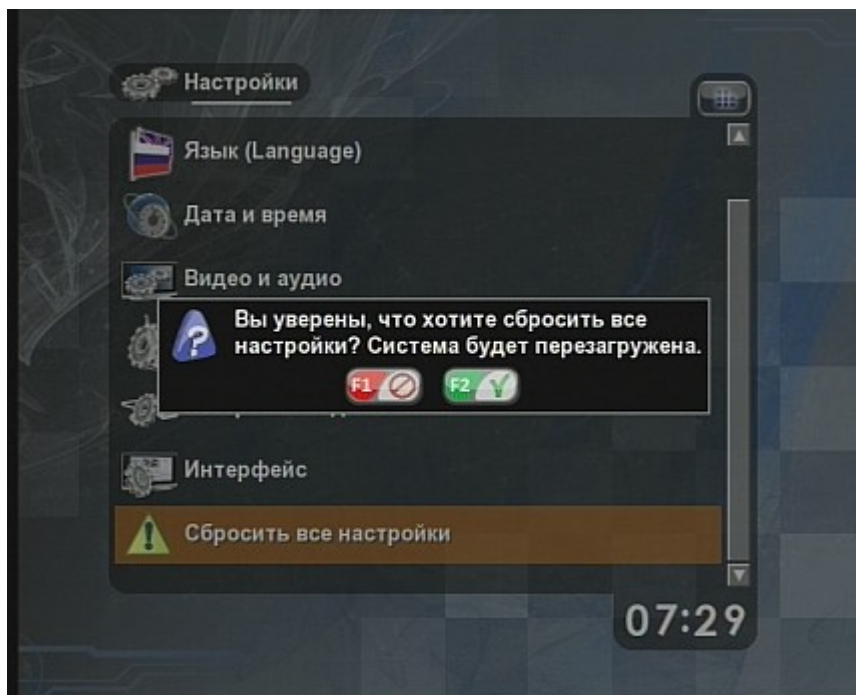 Настройки
Язык (Language)
Дата и время
Видео и аудио
Вы уверены, что хотите сбросить все
настройки? Система будет перезагружена.
F1 F2
Интерфейс
Сбросить все настройки
07:29